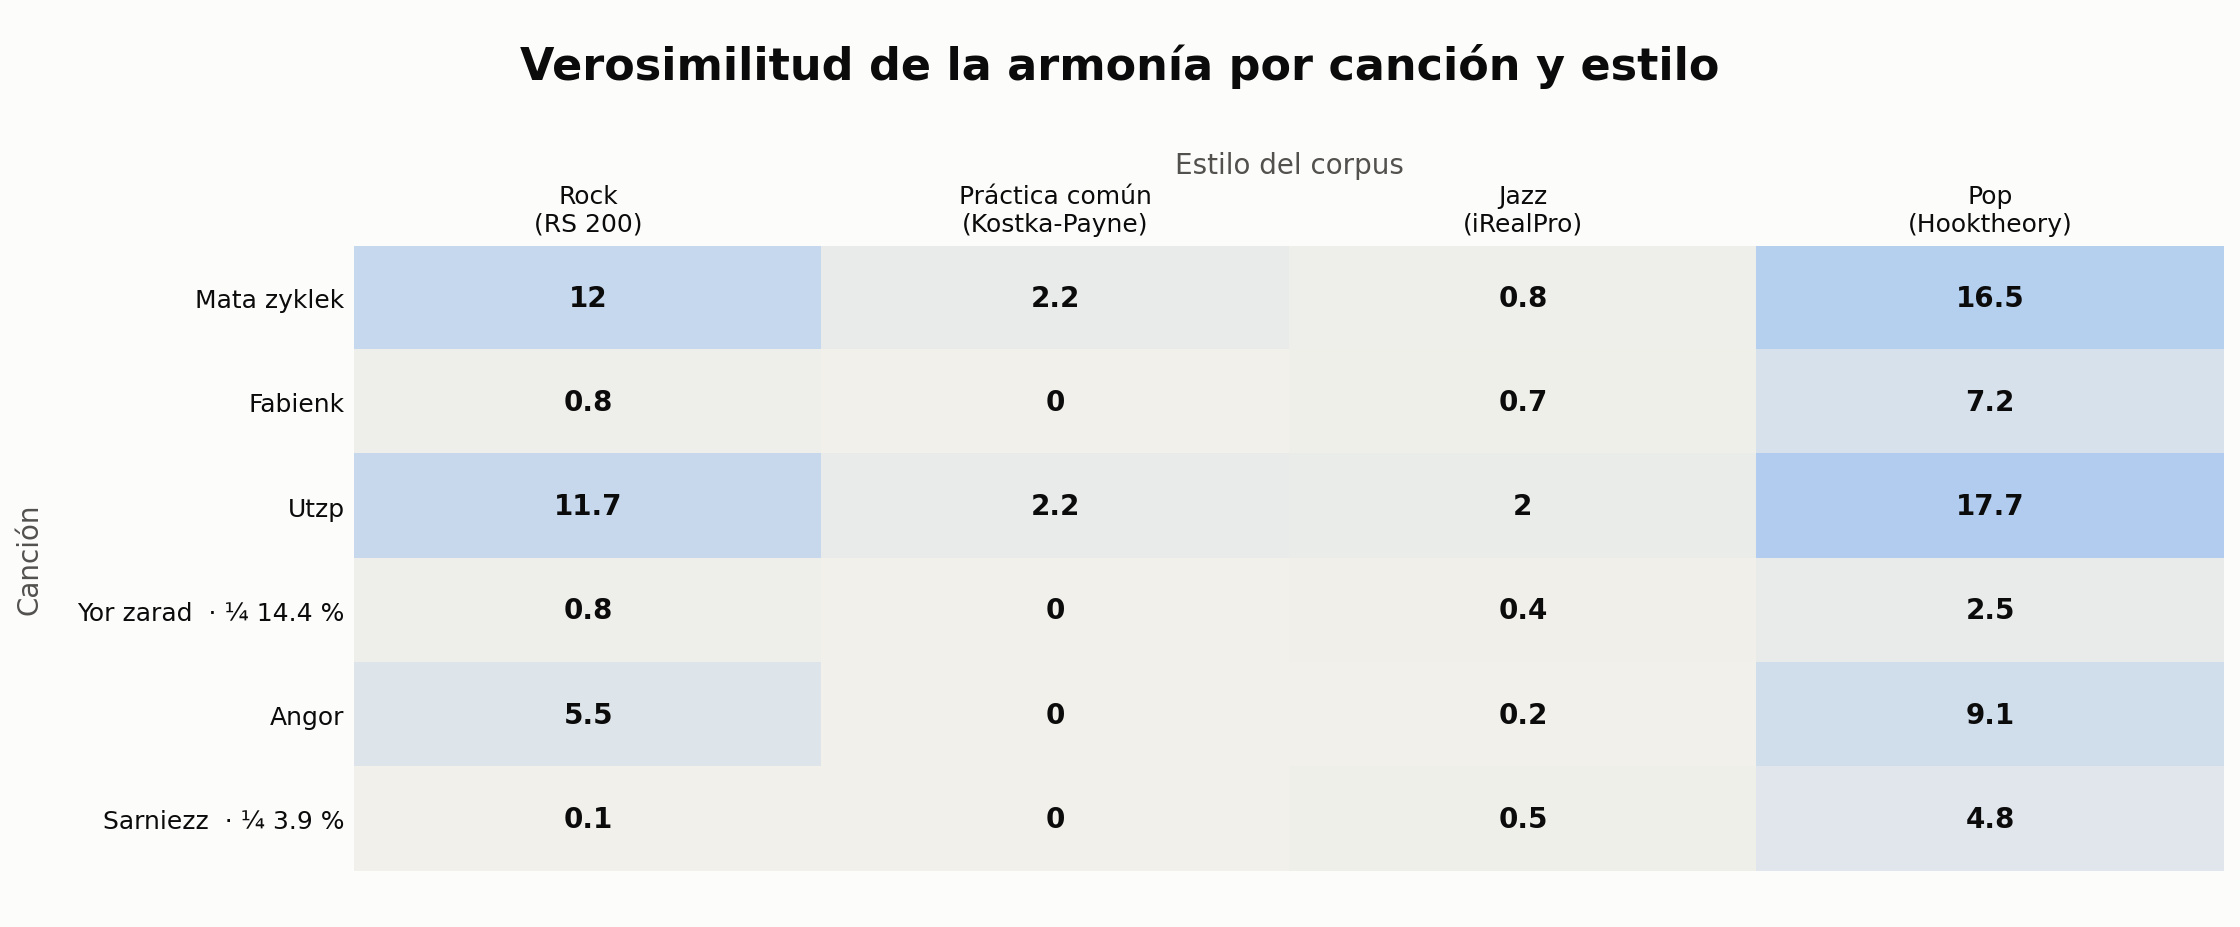 Verosimilitud de la armonía por canción y estilo
Estilo del corpus
Rock Práctica común Jazz Pop
(RS 200) (Kostka-Payne) (iRealPro) (Hooktheory)
Canción
Mata zyklek 12 2.2 0.8 16.5
Fabienk 0.8 0 0.7 7.2
Utzp 11.7 2.2 2 17.7
Yor zarad · ¼ 14.4 % 0.8 0 0.4 2.5
Angor 5.5 0 0.2 9.1
Sarniezz · ¼ 3.9 % 0.1 0 0.5 4.8